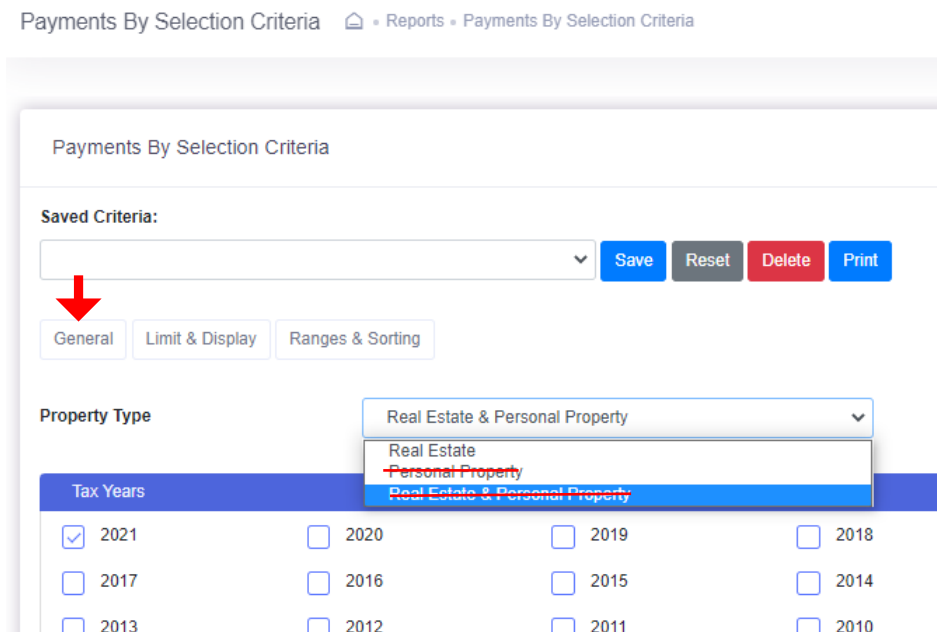 Payments By Selection Criteria Reports Payments By Selection Criteria
Payments By Selection Criteria
Saved Criteria:
Save Reset Delete Print
General Limit & Display Ranges & Sorting
Property Type Real Estate & Personal Property
Real Estate
Personal Property
Real Estate & Personal Property
Tax Years
2021 2020 2019 2018
2017 2016 2015 2014
2013 2012 2011 2010